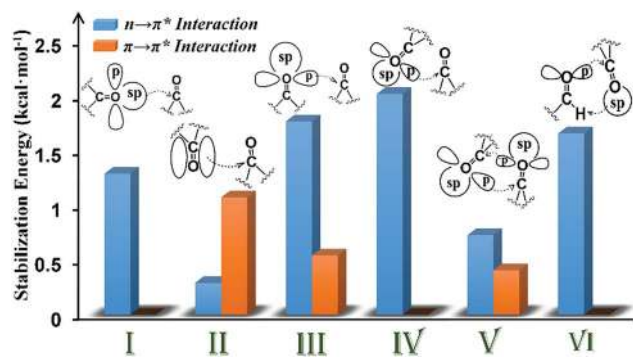 n→π* Interaction
π→π* Interaction
Stabilization Energy (kcal·mol⁻¹)
2.5
2
1.5
1
0.5
0
p
C=O
sp
O
C
O
C
O
C
sp
O
p
C
O
C
sp
O
C
p
O
C
sp
O
C
p
sp
p
O
C
O
p
C
H
C
O
sp
I
II
III
IV
V
VI